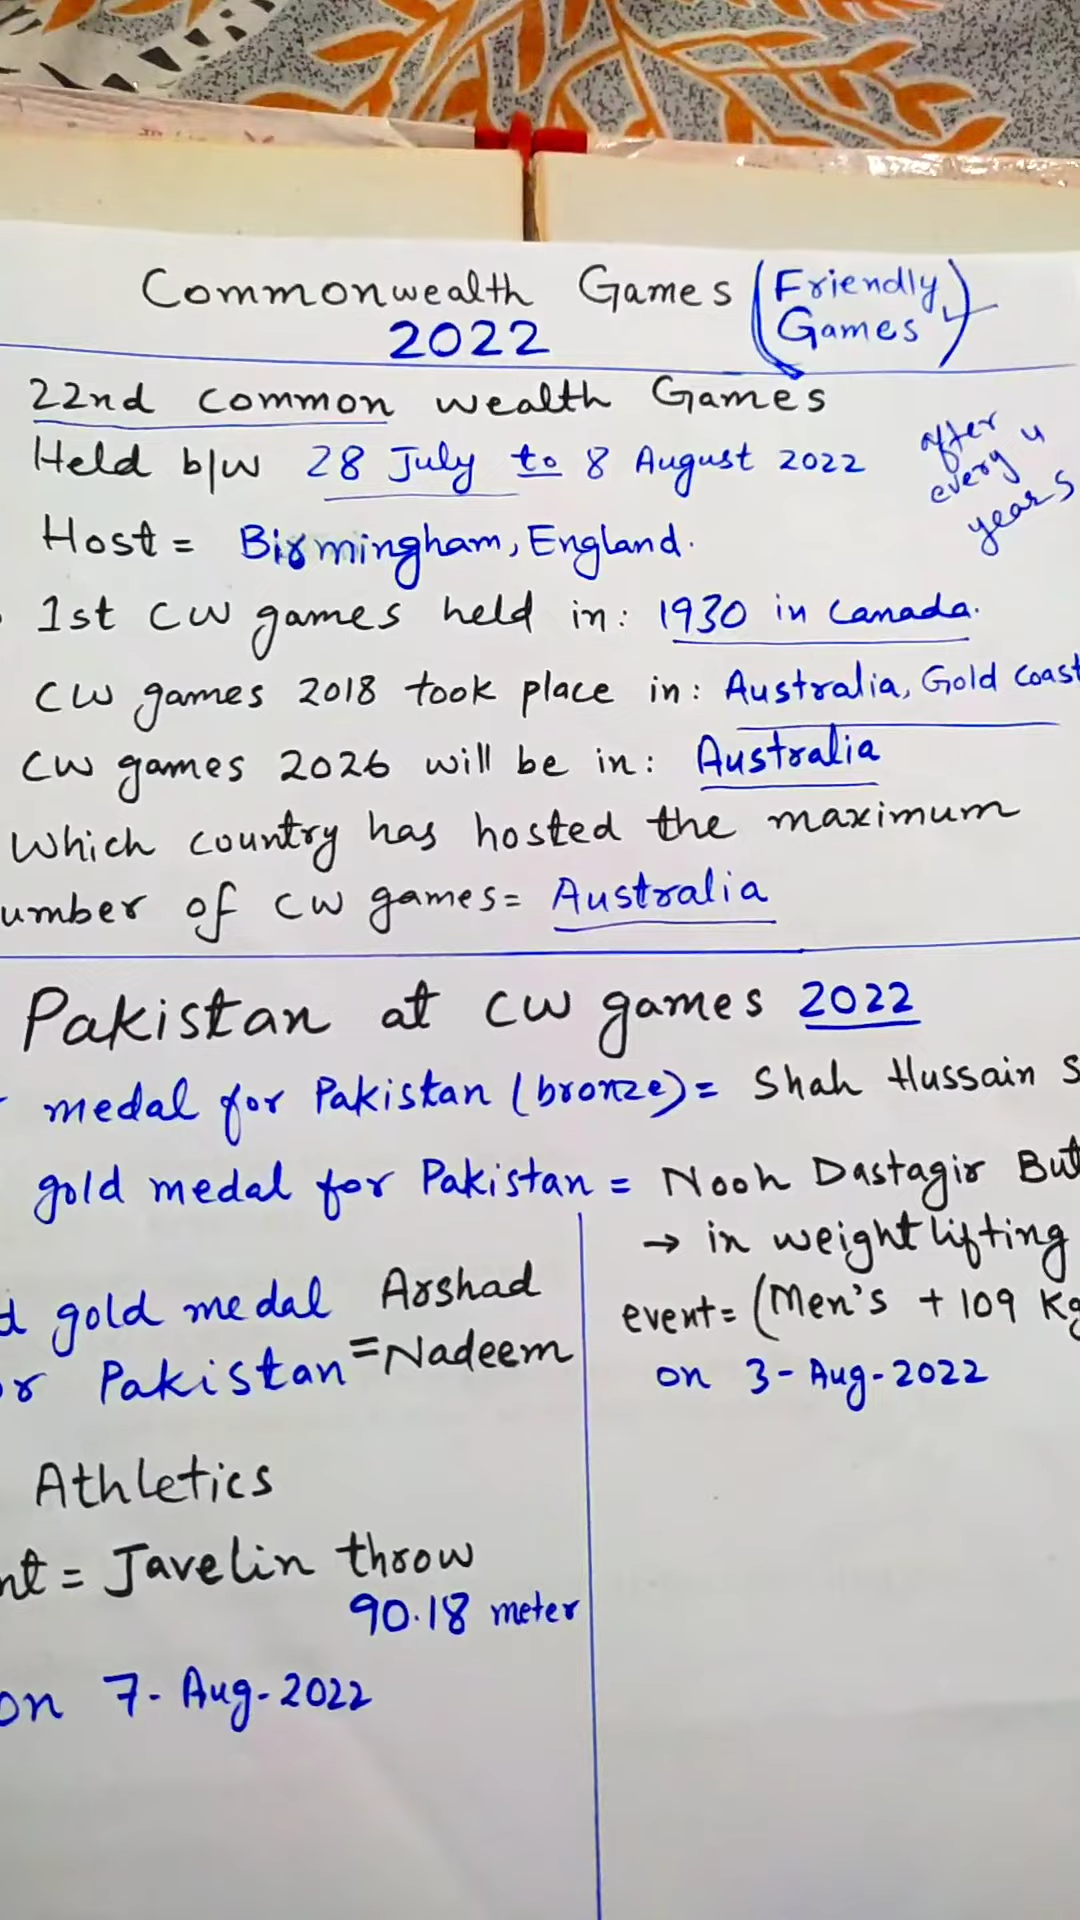 Commonwealth Games (Friendly Games)
2022
22nd common wealth Games
Held b/w 28 July to 8 August 2022
after every 4 years
Host = Birmingham, England.
1st CW games held in: 1930 in Canada.
CW games 2018 took place in: Australia, Gold Coast
CW games 2026 will be in: Australia
Which country has hosted the maximum
umber of CW games = Australia
Pakistan at CW games 2022
medal for Pakistan (bronze) = Shah Hussain S
gold medal for Pakistan = Nooh Dastagir But
→ in weightlifting
event = (Men's + 109 Kg
on 3-Aug-2022
d gold medal Arshad
or Pakistan = Nadeem
Athletics
nt = Javelin throw
90.18 meter
on 7-Aug-2022